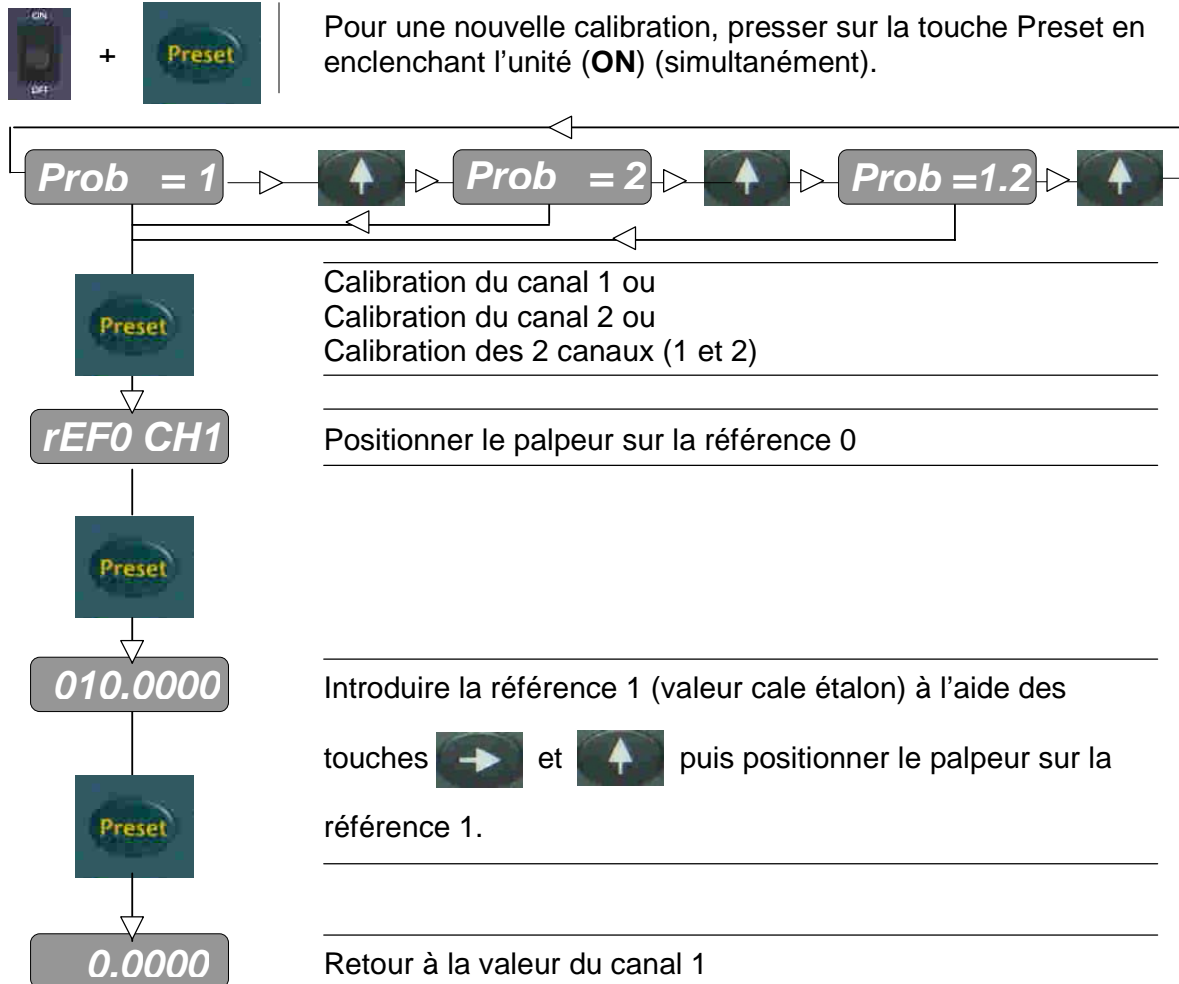 ON
+
Preset
OFF
Pour une nouvelle calibration, presser sur la touche Preset en
enclenchant l'unité (ON) (simultanément).
Prob = 1
Prob = 2
Prob =1.2
Preset
Calibration du canal 1 ou
Calibration du canal 2 ou
Calibration des 2 canaux (1 et 2)
rEF0 CH1
Positionner le palpeur sur la référence 0
Preset
010.0000
Introduire la référence 1 (valeur cale étalon) à l'aide des
touches et puis positionner le palpeur sur la
référence 1.
Preset
0.0000
Retour à la valeur du canal 1